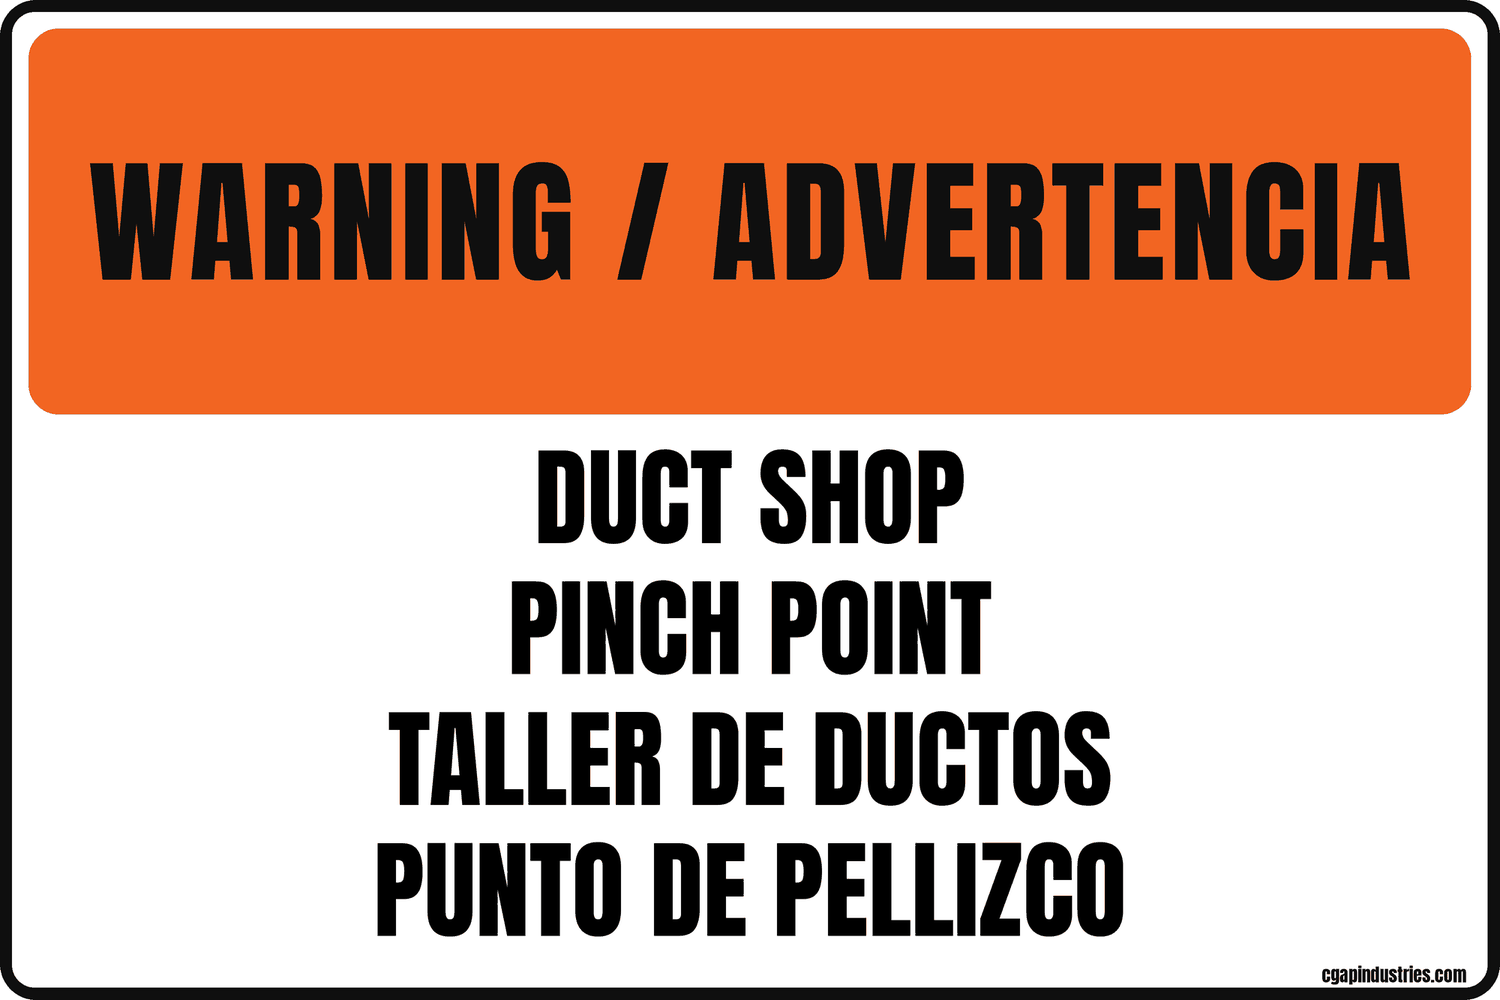 WARNING / ADVERTENCIA
DUCT SHOP
PINCH POINT
TALLER DE DUCTOS
PUNTO DE PELLIZCO
cgapindustries.com